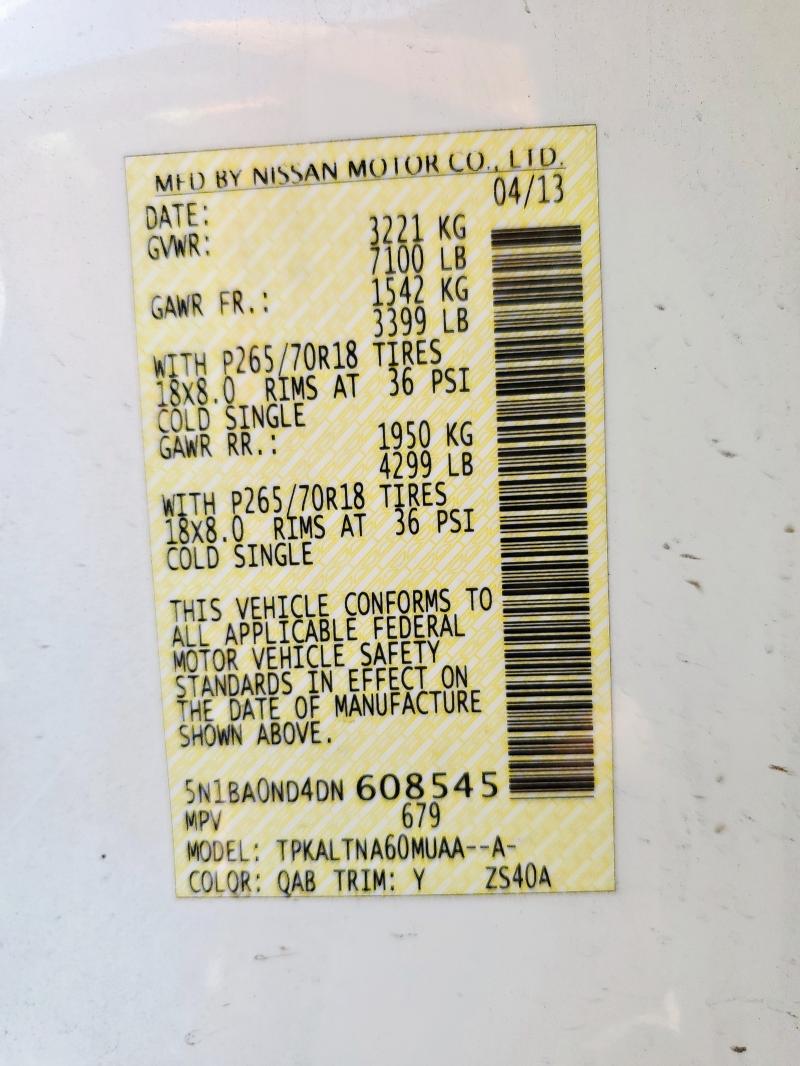 MFD BY NISSAN MOTOR CO., LTD.
DATE: 04/13
GVWR: 3221 KG
7100 LB
GAWR FR.: 1542 KG
3399 LB
WITH P265/70R18 TIRES
18X8.0 RIMS AT 36 PSI
COLD SINGLE
GAWR RR.: 1950 KG
4299 LB
WITH P265/70R18 TIRES
18X8.0 RIMS AT 36 PSI
COLD SINGLE
THIS VEHICLE CONFORMS TO
ALL APPLICABLE FEDERAL
MOTOR VEHICLE SAFETY
STANDARDS IN EFFECT ON
THE DATE OF MANUFACTURE
SHOWN ABOVE.
5N1BA0ND4DN 608545
MPV 679
MODEL: TPKALTNA60MUAA--A-
COLOR: QAB TRIM: Y ZS40A